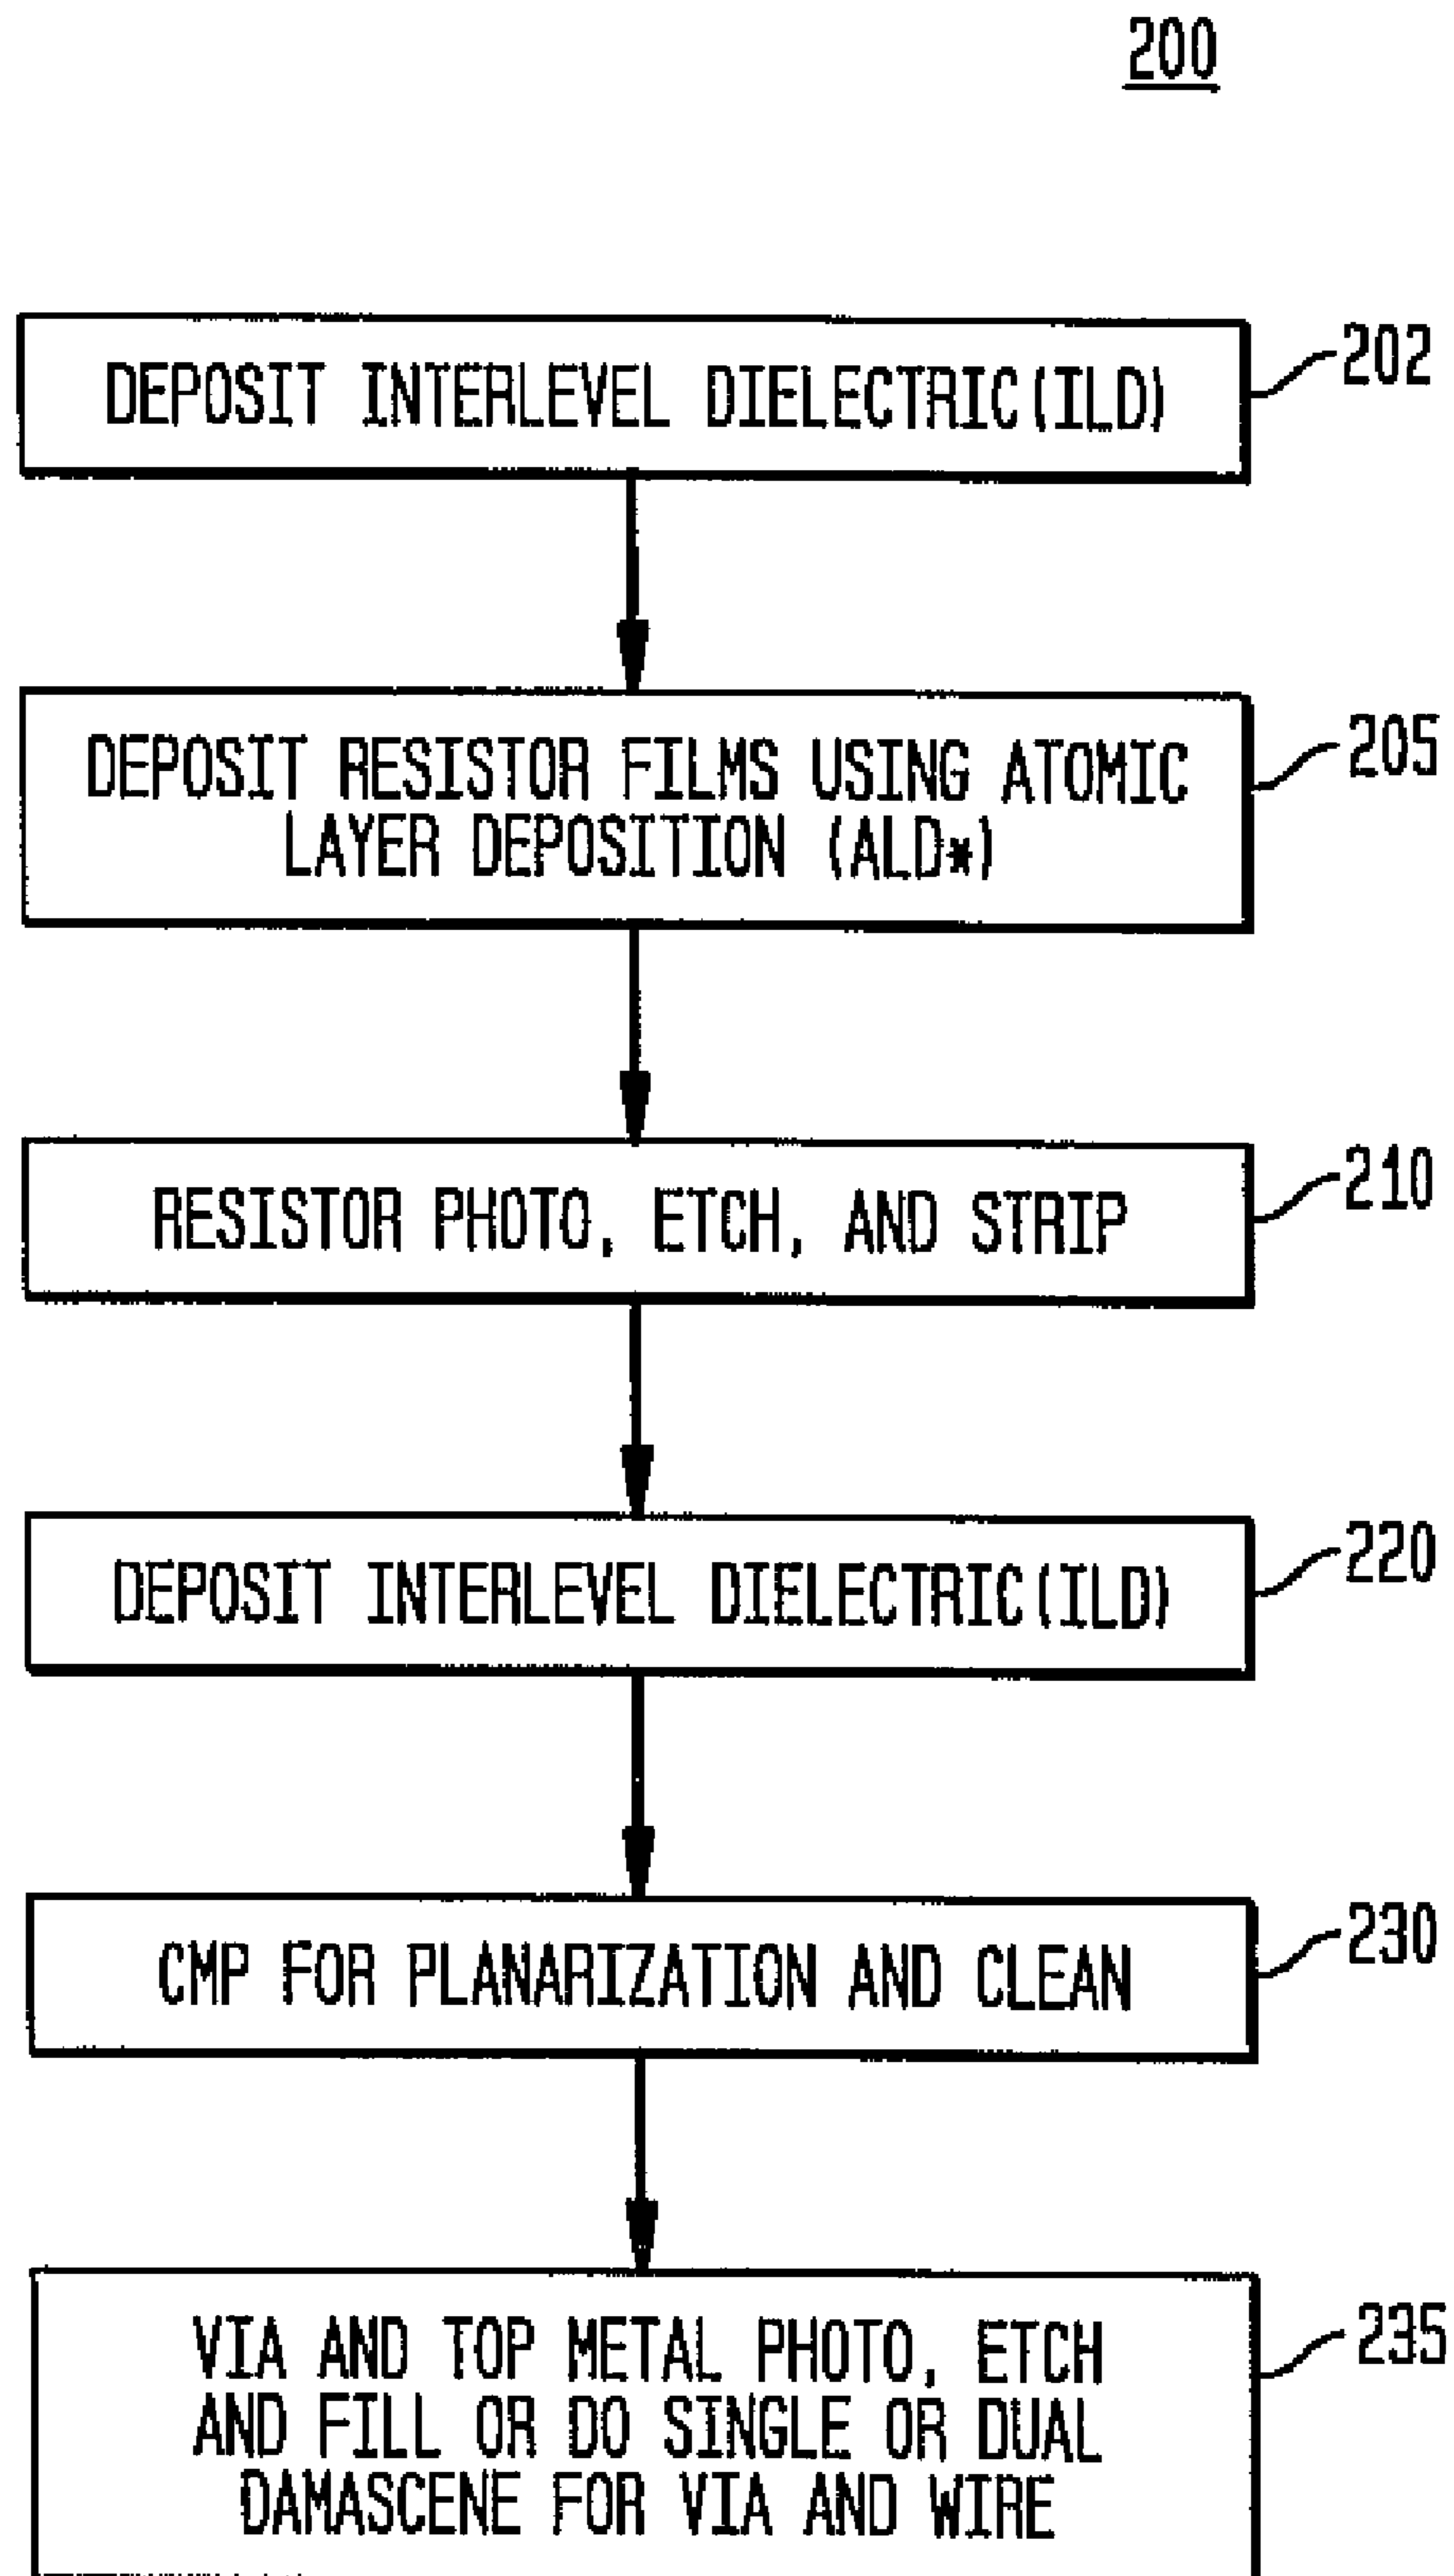 200
DEPOSIT INTERLEVEL DIELECTRIC(ILD)
202
DEPOSIT RESISTOR FILMS USING ATOMIC
LAYER DEPOSITION (ALD*)
205
RESISTOR PHOTO, ETCH, AND STRIP
210
DEPOSIT INTERLEVEL DIELECTRIC(ILD)
220
CMP FOR PLANARIZATION AND CLEAN
230
VIA AND TOP METAL PHOTO, ETCH
AND FILL OR DO SINGLE OR DUAL
DAMASCENE FOR VIA AND WIRE
235